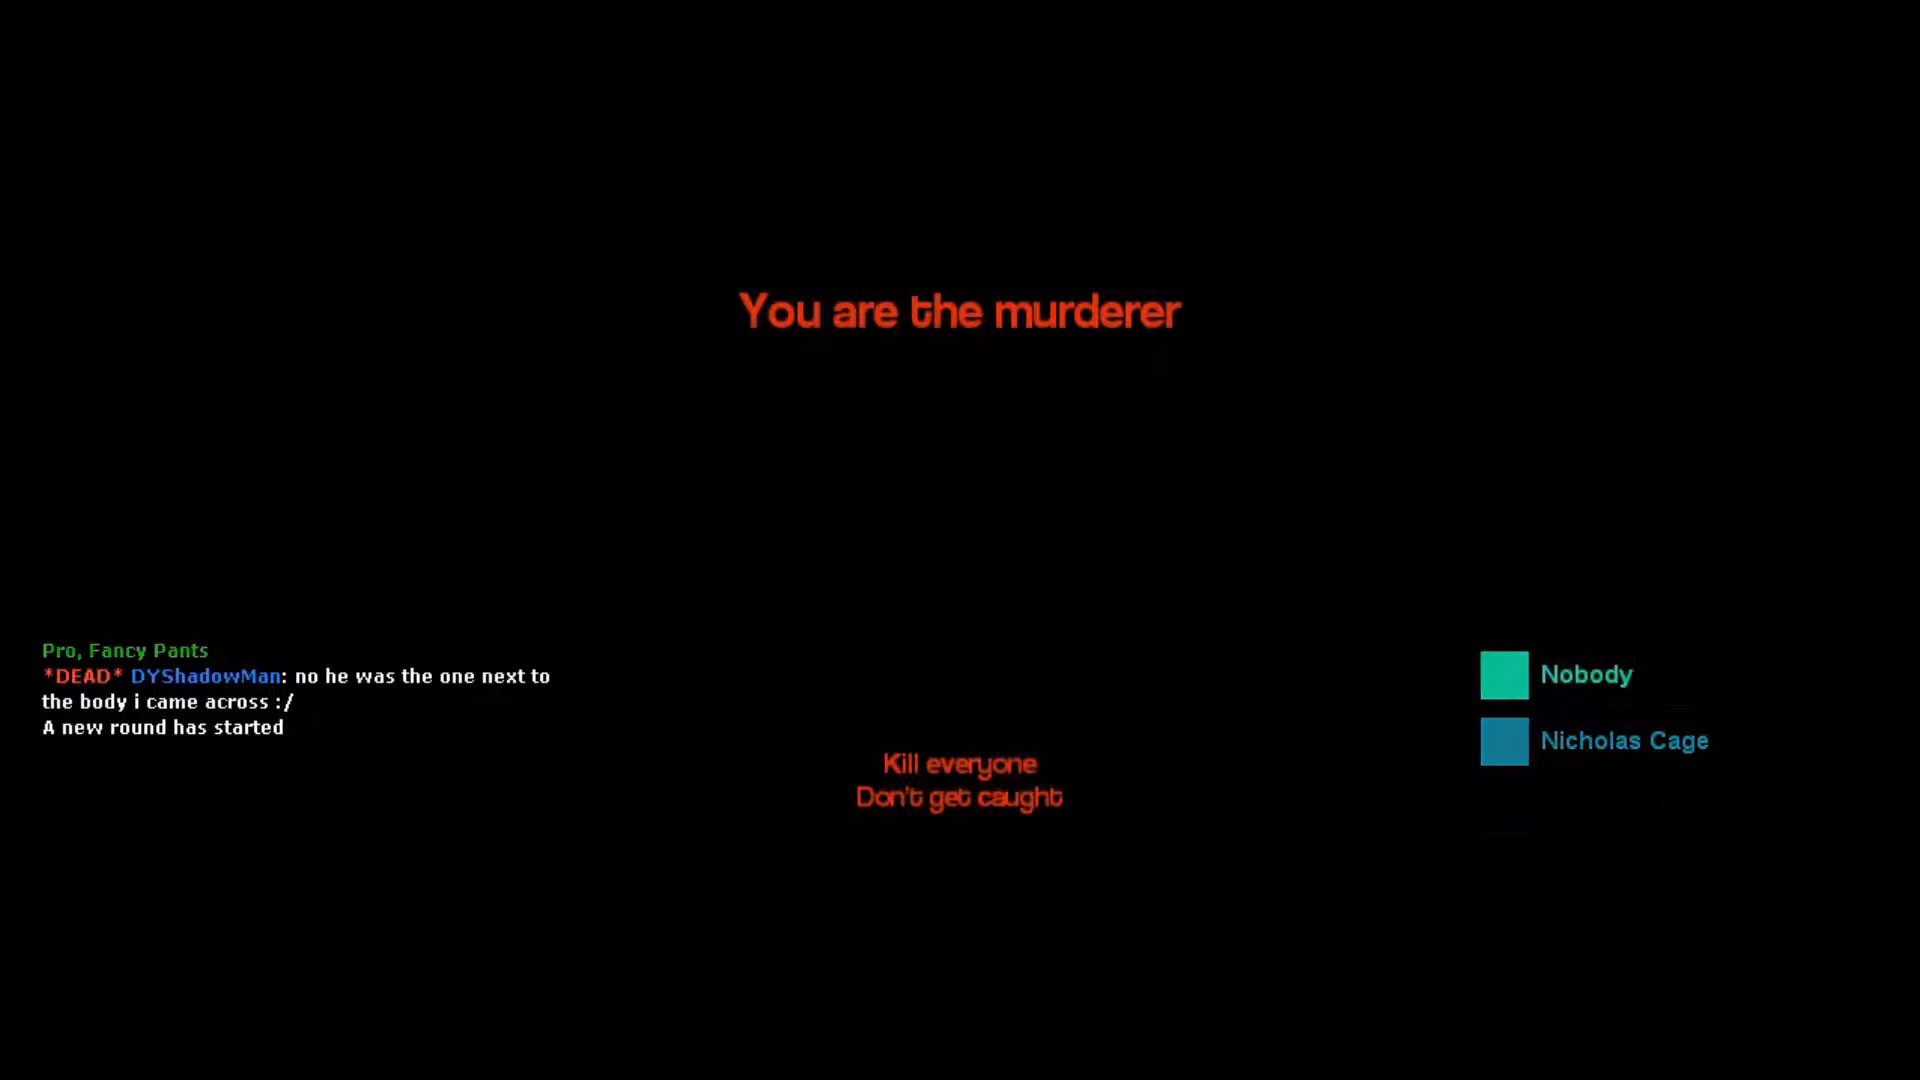 You are the murderer
Pro, Fancy Pants
*DEAD* DYShadowMan: no he was the one next to
the body i came across :/
A new round has started
Nobody
Nicholas Cage
Kill everyone
Don't get caught